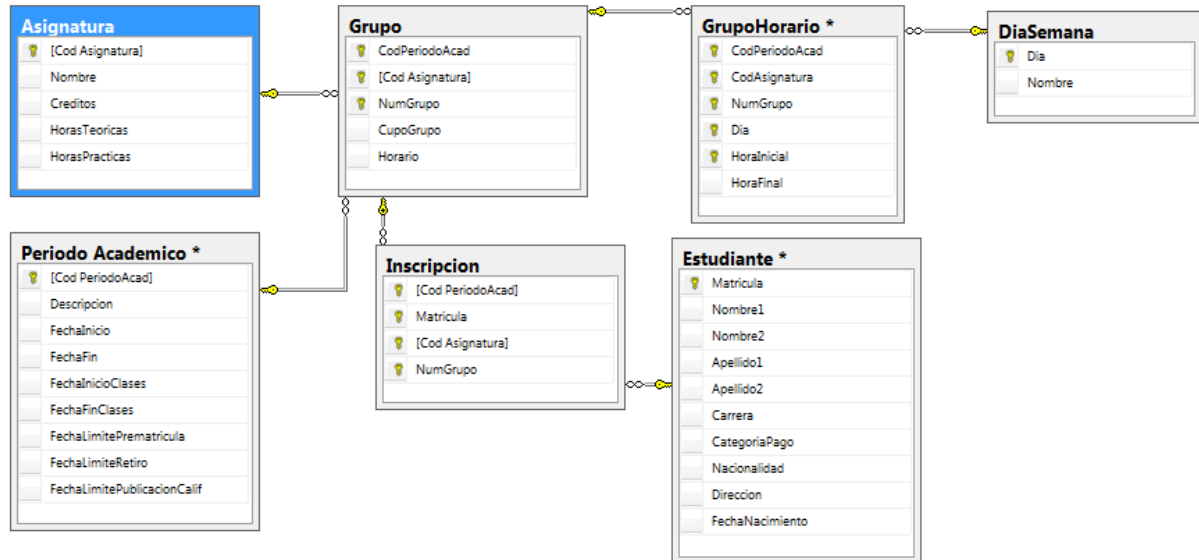 Asignatura
[Cod Asignatura]
Nombre
Creditos
HorasTeoricas
HorasPracticas
Grupo
CodPeriodoAcad
[Cod Asignatura]
NumGrupo
CupoGrupo
Horario
GrupoHorario *
CodPeriodoAcad
CodAsignatura
NumGrupo
Dia
HoraInicial
HoraFinal
DiaSemana
Dia
Nombre
Periodo Academico *
[Cod PeriodoAcad]
Descripcion
FechaInicio
FechaFin
FechaInicioClases
FechaFinClases
FechaLimitePrematricula
FechaLimiteRetiro
FechaLimitePublicacionCalif
Inscripcion
[Cod PeriodoAcad]
Matricula
[Cod Asignatura]
NumGrupo
Estudiante *
Matricula
Nombre1
Nombre2
Apellido1
Apellido2
Carrera
CategoriaPago
Nacionalidad
Direccion
FechaNacimiento